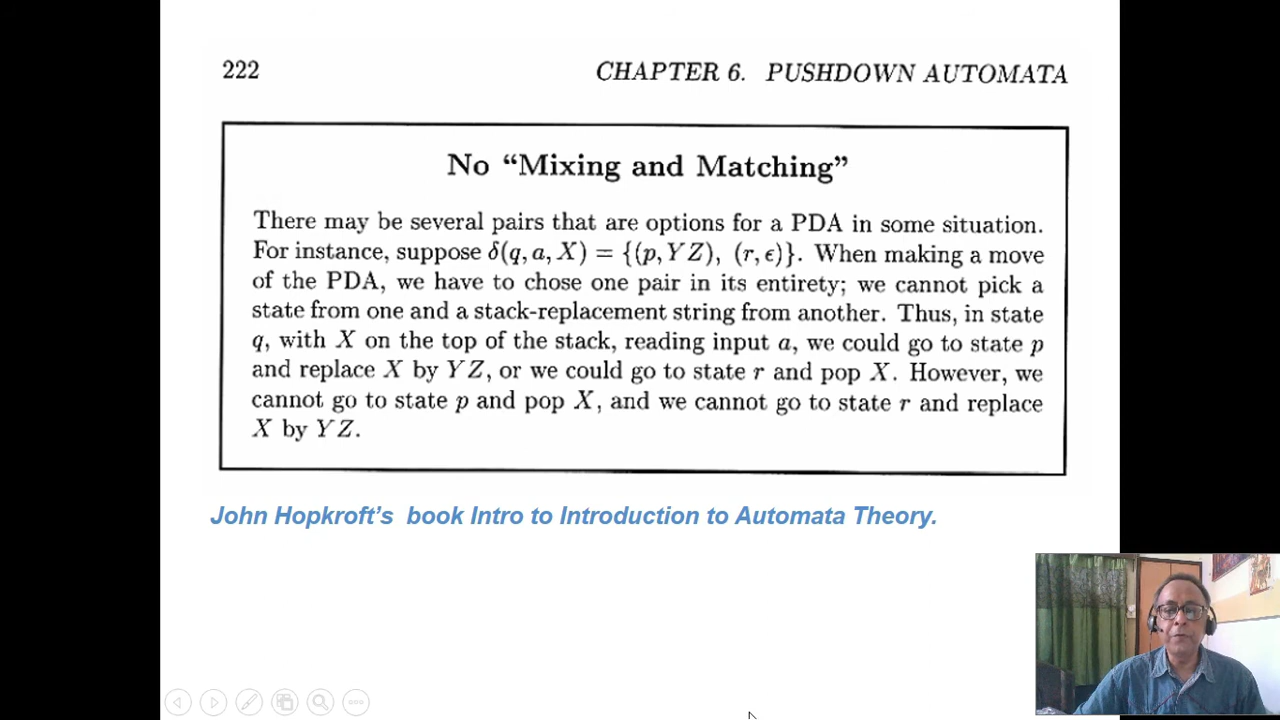 222 CHAPTER 6. PUSHDOWN AUTOMATA
No “Mixing and Matching”
There may be several pairs that are options for a PDA in some situation.
For instance, suppose δ(q, a, X) = {(p, YZ), (r, ϵ)}. When making a move
of the PDA, we have to chose one pair in its entirety; we cannot pick a
state from one and a stack-replacement string from another. Thus, in state
q, with X on the top of the stack, reading input a, we could go to state p
and replace X by YZ, or we could go to state r and pop X. However, we
cannot go to state p and pop X, and we cannot go to state r and replace
X by YZ.
John Hopkroft’s book Intro to Introduction to Automata Theory.